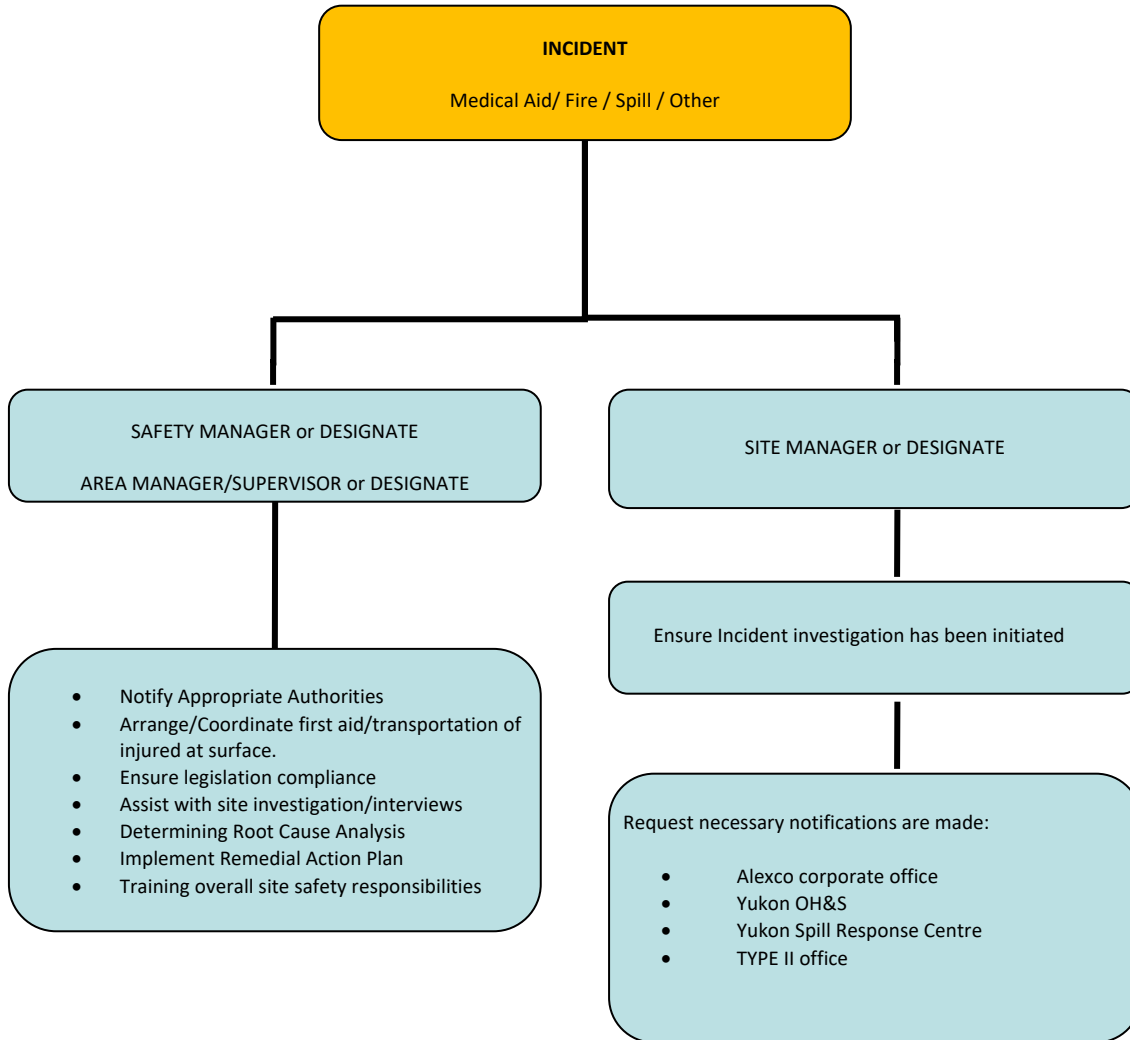 INCIDENT
Medical Aid/ Fire / Spill / Other
SAFETY MANAGER or DESIGNATE
AREA MANAGER/SUPERVISOR or DESIGNATE
• Notify Appropriate Authorities
• Arrange/Coordinate first aid/transportation of
injured at surface.
• Ensure legislation compliance
• Assist with site investigation/interviews
• Determining Root Cause Analysis
• Implement Remedial Action Plan
• Training overall site safety responsibilities
SITE MANAGER or DESIGNATE
Ensure Incident investigation has been initiated
Request necessary notifications are made:
• Alexco corporate office
• Yukon OH&S
• Yukon Spill Response Centre
• TYPE II office